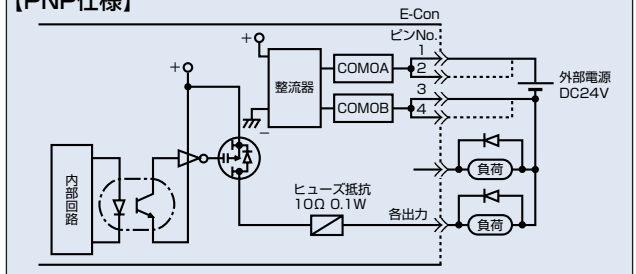 【PNP仕様】
E-Con
ピンNo.
+
整流器
COM0A
COM0B
1
2
3
4
外部電源
DC24V
+
−
内部回路
ヒューズ抵抗
10Ω 0.1W
各出力
負荷
負荷